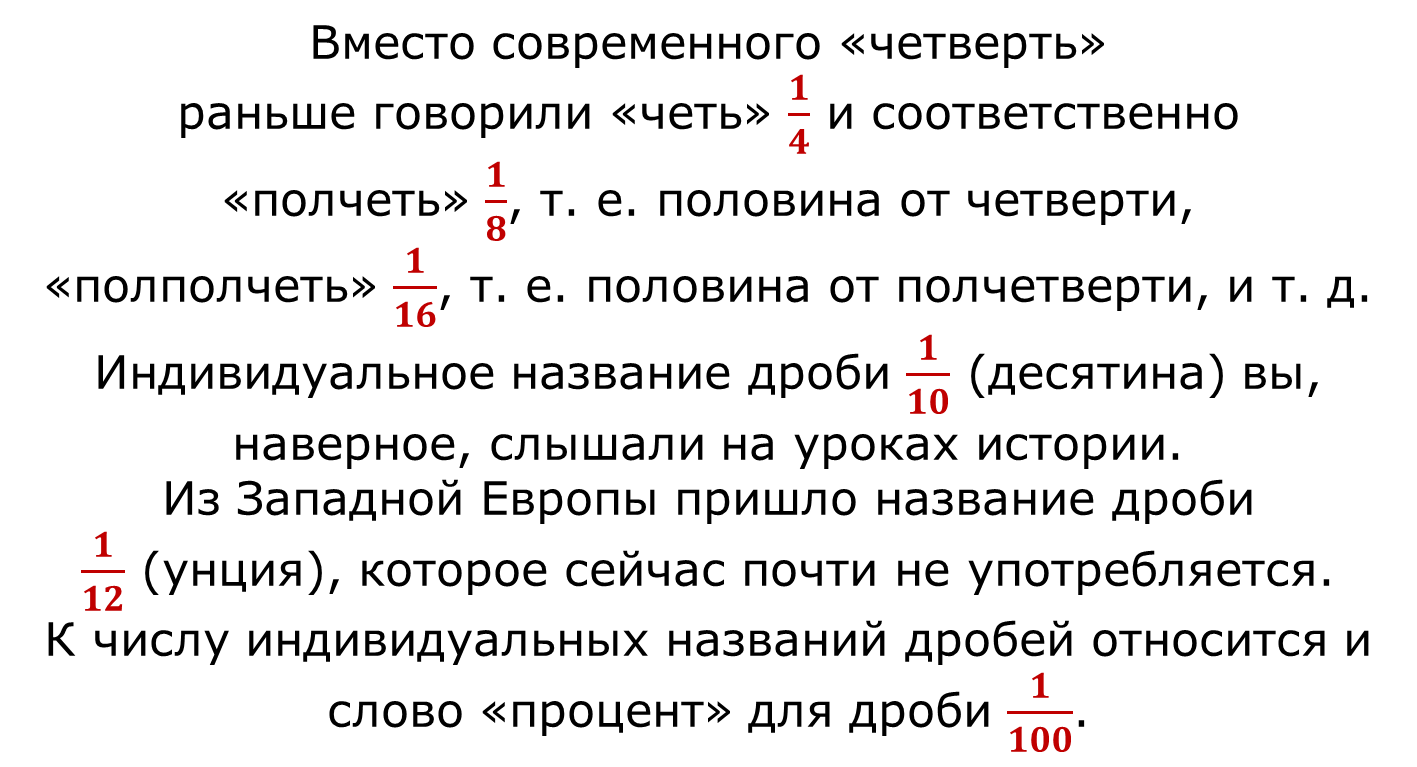 Вместо современного «четверть»
раньше говорили «четь» 1/4 и соответственно
«полчеть» 1/8, т. е. половина от четверти,
«полполчеть» 1/16, т. е. половина от полчетверти, и т. д.
Индивидуальное название дроби 1/10 (десятина) вы,
наверное, слышали на уроках истории.
Из Западной Европы пришло название дроби
1/12 (унция), которое сейчас почти не употребляется.
К числу индивидуальных названий дробей относится и
слово «процент» для дроби 1/100.